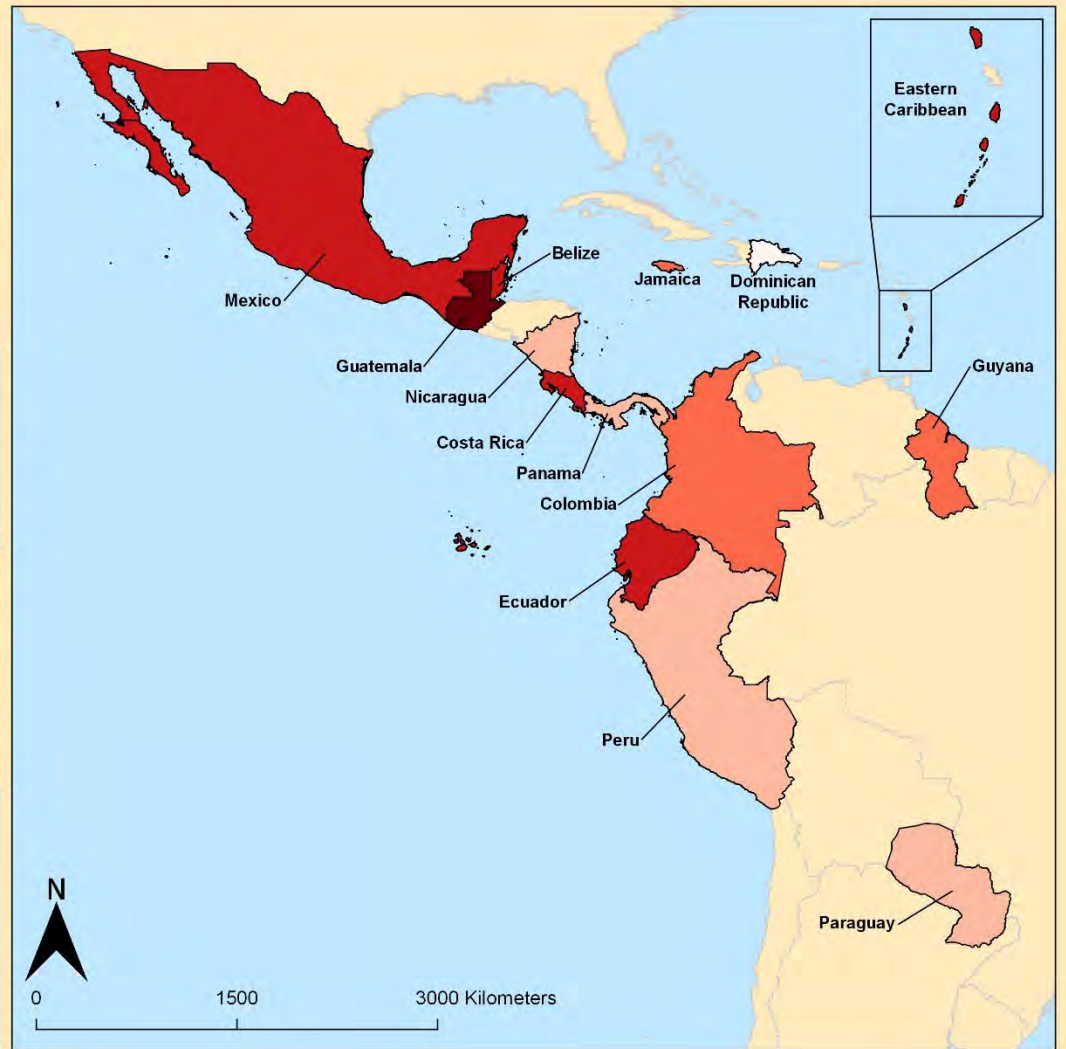 Eastern
Caribbean
Belize
Jamaica
Dominican
Republic
Mexico
Guatemala
Guyana
Nicaragua
Costa Rica
Panama
Colombia
Ecuador
Peru
N
Paraguay
0 1500 3000 Kilometers